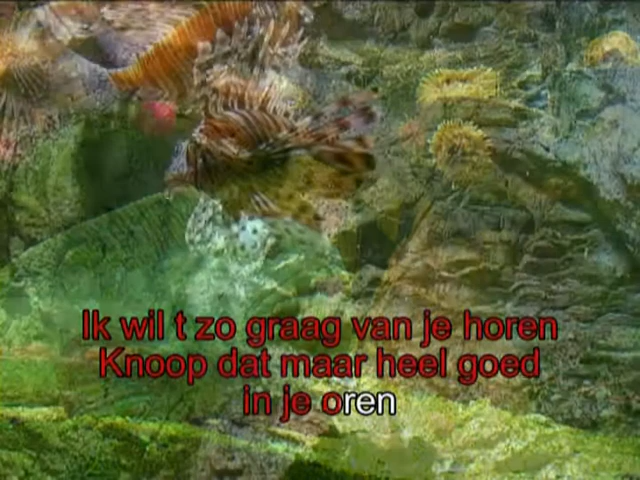 Ik wil t zo graag van je horen
Knoop dat maar heel goed
in je oren